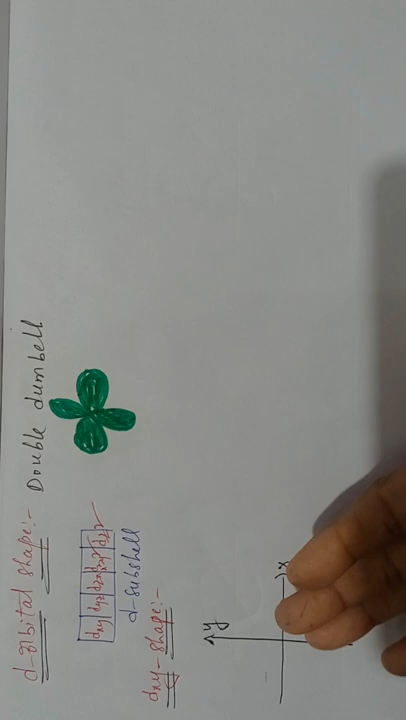 d-orbital shape:- Double dumbell
dxy dyz dzx dx²-y² dz²
d-subshell
dxy-shape:-
y
x